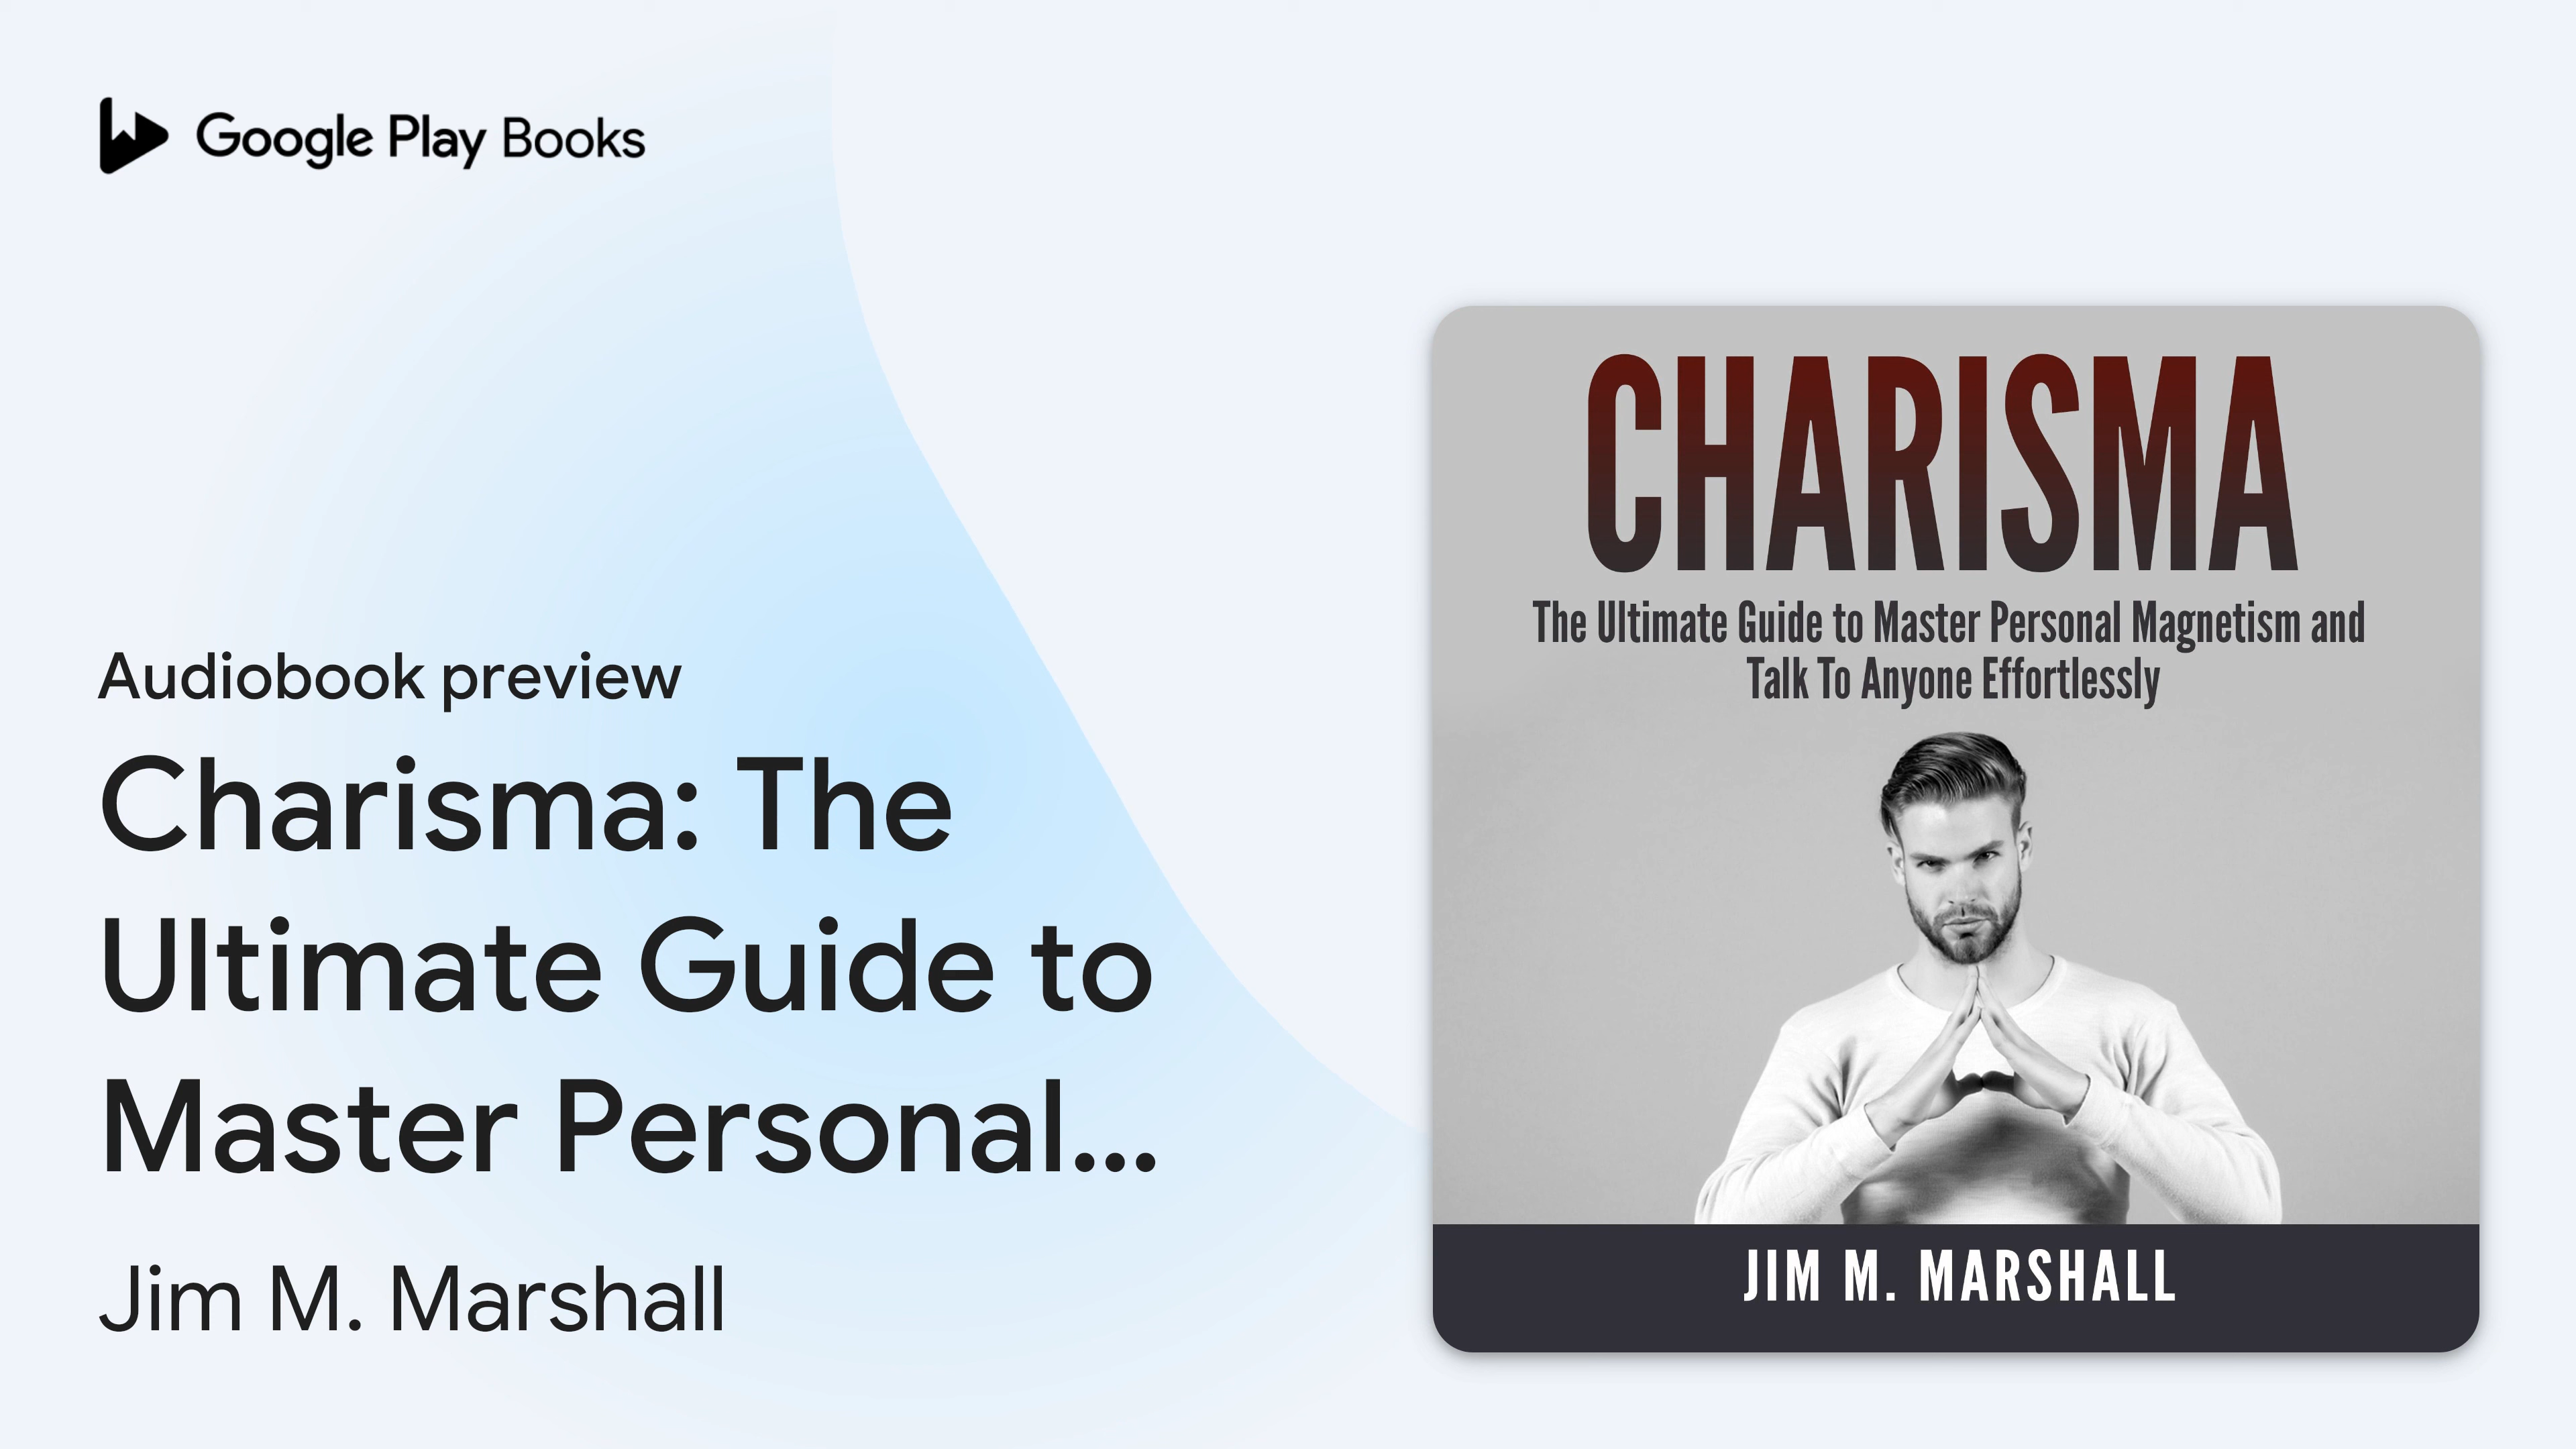 Google Play Books
Audiobook preview
Charisma: The
Ultimate Guide to
Master Personal...
Jim M. Marshall
CHARISMA
The Ultimate Guide to Master Personal Magnetism and
Talk To Anyone Effortlessly
JIM M. MARSHALL